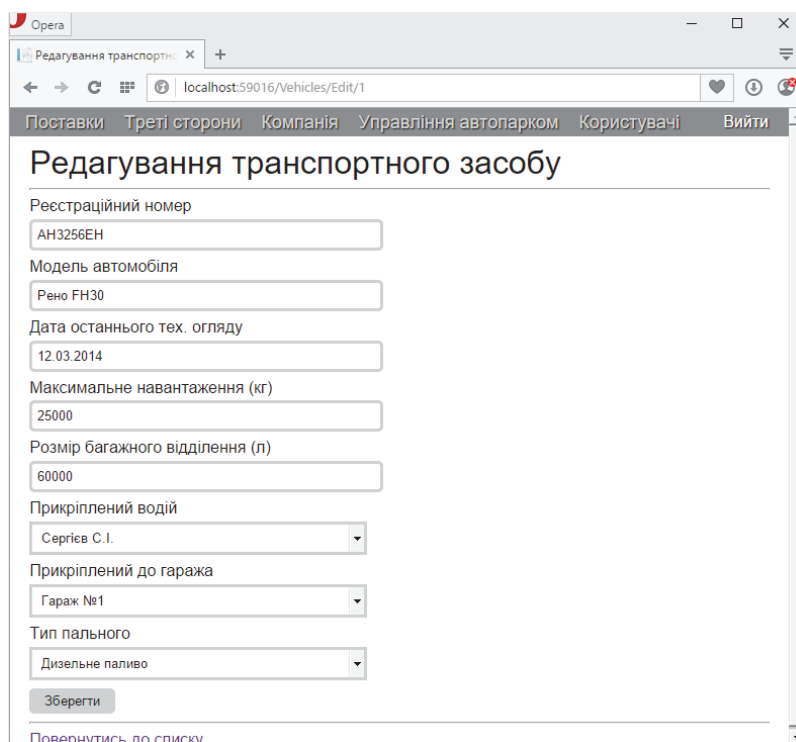 Opera
Редагування транспортно
localhost:59016/Vehicles/Edit/1
Поставки Треті сторони Компанія Управління автопарком Користувачі Вийти
Редагування транспортного засобу
Реєстраційний номер
АН3256ЕН
Модель автомобіля
Рено FH30
Дата останнього тех. огляду
12.03.2014
Максимальне навантаження (кг)
25000
Розмір багажного відділення (л)
60000
Прикріплений водій
Сергієв С.І.
Прикріплений до гаража
Гараж №1
Тип пального
Дизельне паливо
Зберегти
Повернутись до списку